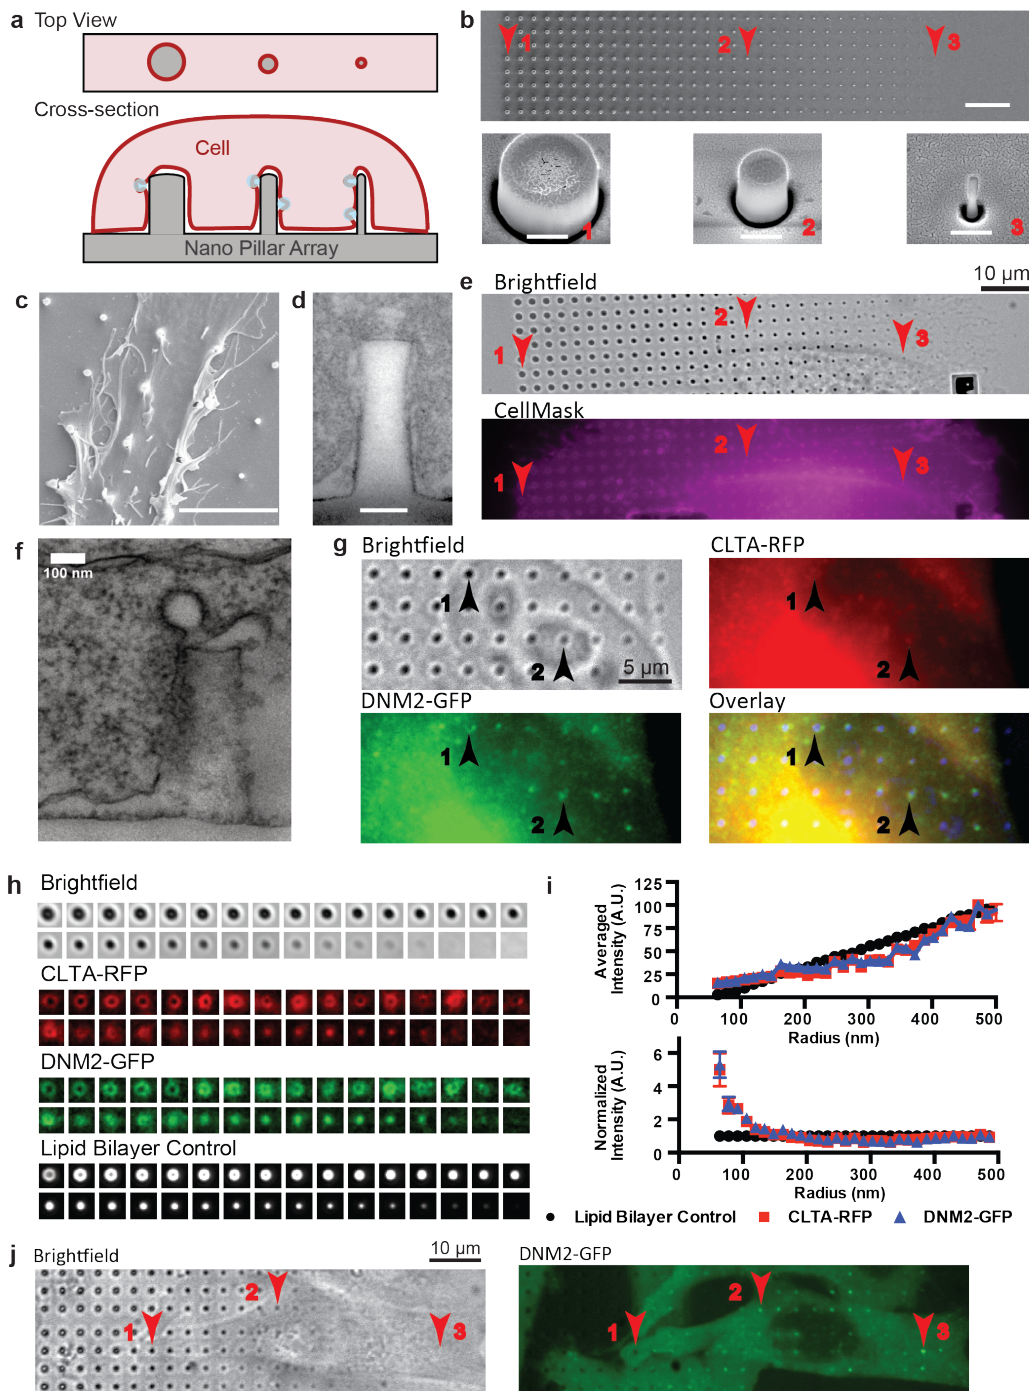 a Top View
Cross-section
Cell
Nano Pillar Array
b
1
2
3
1
2
3
c
d
e Brightfield
10 µm
1
2
3
CellMask
1
2
3
f
100 nm
g Brightfield
1
2
5 µm
CLTA-RFP
1
2
DNM2-GFP
1
2
Overlay
1
2
h Brightfield
CLTA-RFP
DNM2-GFP
Lipid Bilayer Control
i
Averaged
Intensity (A.U.)
125
100
75
50
25
0
0 100 200 300 400 500
Radius (nm)
Normalized
Intensity (A.U.)
6
4
2
0
0 100 200 300 400 500
Radius (nm)
Lipid Bilayer Control CLTA-RFP DNM2-GFP
j Brightfield
10 µm
1
2
3
DNM2-GFP
1
2
3